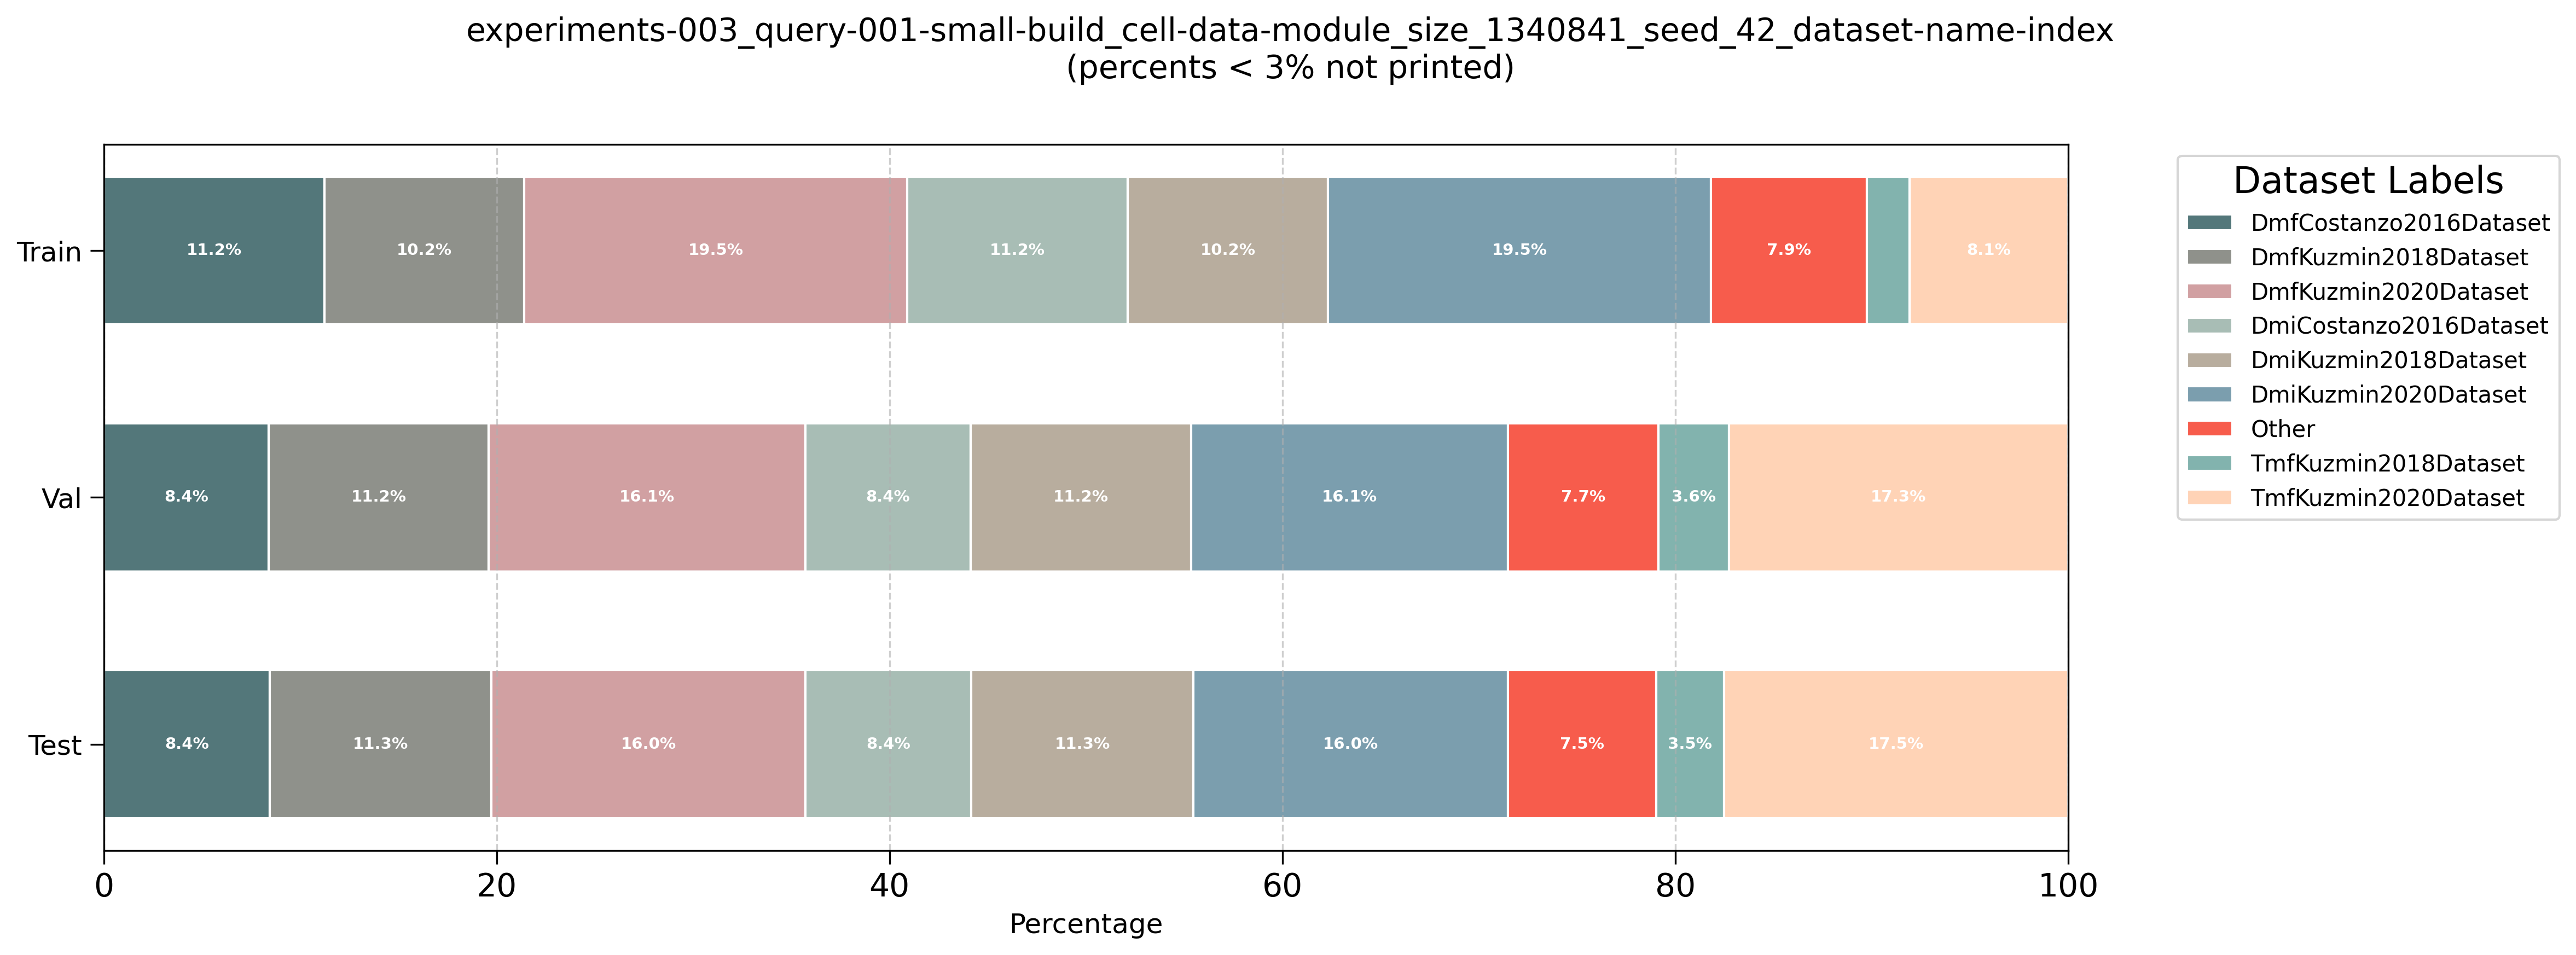 experiments-003_query-001-small-build_cell-data-module_size_1340841_seed_42_dataset-name-index
(percents < 3% not printed)
Train
11.2%
10.2%
19.5%
11.2%
10.2%
19.5%
7.9%
8.1%
Val
8.4%
11.2%
16.1%
8.4%
11.2%
16.1%
7.7%
3.6%
17.3%
Test
8.4%
11.3%
16.0%
8.4%
11.3%
16.0%
7.5%
3.5%
17.5%
0
20
40
60
80
100
Percentage
Dataset Labels
DmfCostanzo2016Dataset
DmfKuzmin2018Dataset
DmfKuzmin2020Dataset
DmiCostanzo2016Dataset
DmiKuzmin2018Dataset
DmiKuzmin2020Dataset
Other
TmfKuzmin2018Dataset
TmfKuzmin2020Dataset